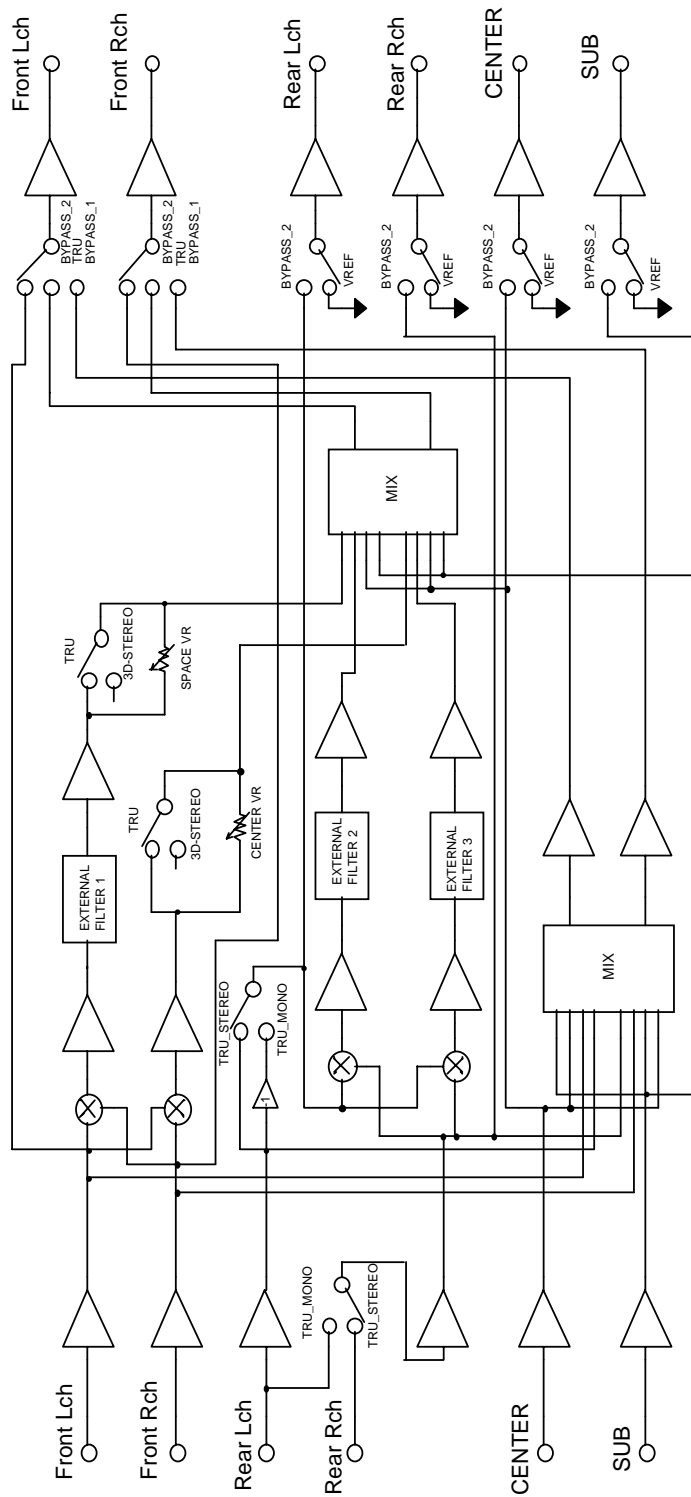 Front Lch
Front Rch
Rear Lch
Rear Rch
CENTER
SUB
BYPASS_2
TRU
BYPASS_1
BYPASS_2
TRU
BYPASS_1
BYPASS_2
VREF
BYPASS_2
VREF
BYPASS_2
VREF
BYPASS_2
VREF
MIX
TRU
3D-STEREO
SPACE VR
TRU
3D-STEREO
CENTER VR
EXTERNAL
FILTER 1
EXTERNAL
FILTER 2
EXTERNAL
FILTER 3
MIX
TRU_STEREO
TRU_MONO
-1
TRU_MONO
TRU_STEREO
Front Lch
Front Rch
Rear Lch
Rear Rch
CENTER
SUB